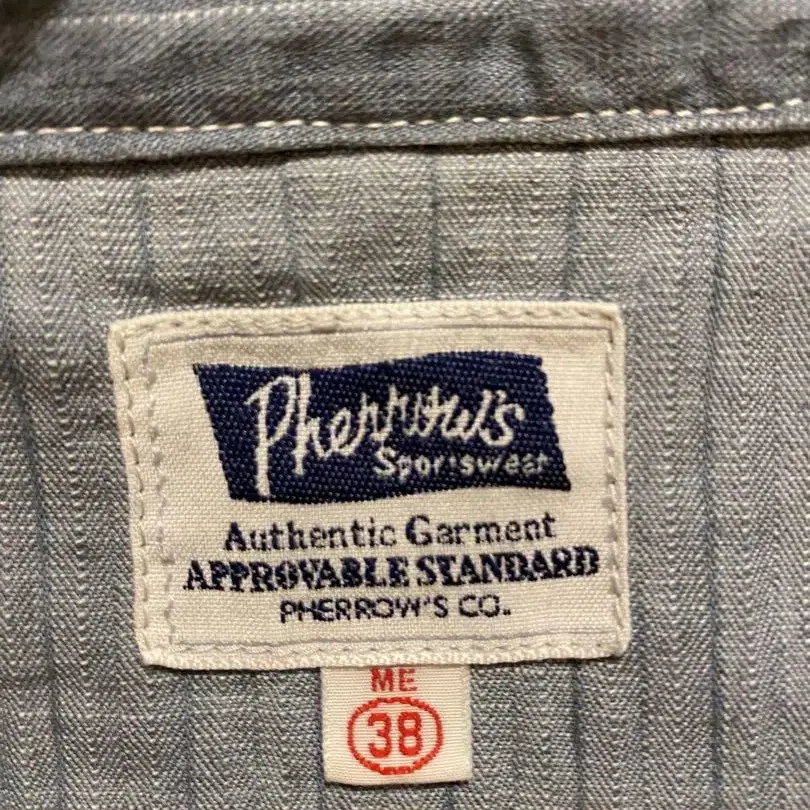 Pherrow's
Sportswear
Authentic Garment
APPROVABLE STANDARD
PHERROW'S CO.
ME
38